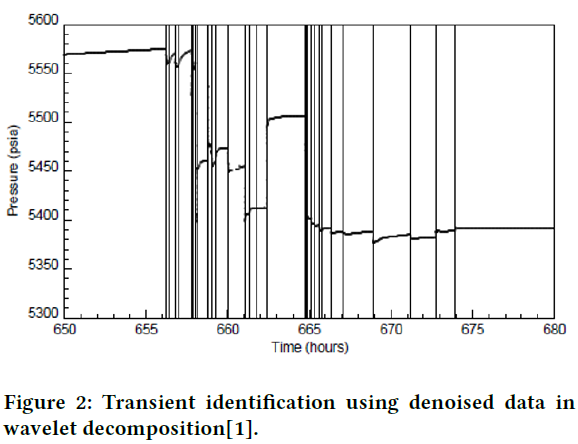 5600
5550
5500
5450
5400
5350
5300
Pressure (psia)
650 655 660 665 670 675 680
Time (hours)
Figure 2: Transient identification using denoised data in
wavelet decomposition[1].